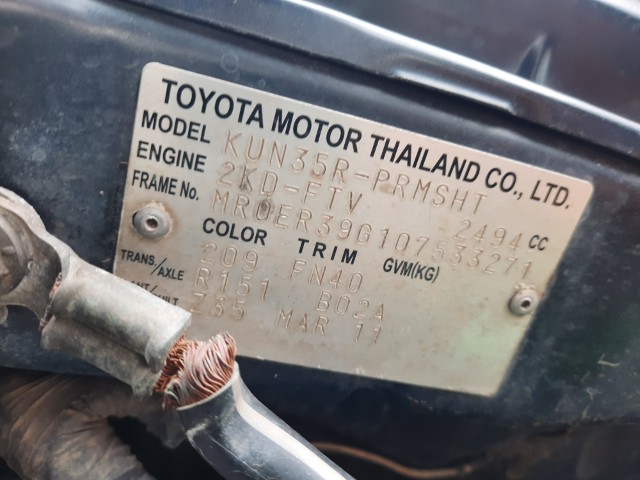 TOYOTA MOTOR THAILAND CO., LTD.
MODEL KUN35R-PRMSHT
ENGINE 2KD-FTV 2494 CC
FRAME No. MR0ER39G107533271
COLOR TRIM GVM(KG)
209 FN40
TRANS./AXLE R151 B02A
Z35 MAR 11